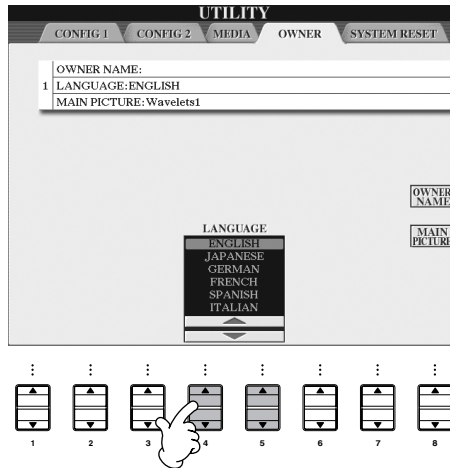 UTILITY
CONFIG 1 CONFIG 2 MEDIA OWNER SYSTEM RESET
OWNER NAME:
1 LANGUAGE:ENGLISH
MAIN PICTURE:Wavelets1
OWNER
NAME
MAIN
PICTURE
LANGUAGE
ENGLISH
JAPANESE
GERMAN
FRENCH
SPANISH
ITALIAN
1 2 3 4 5 6 7 8